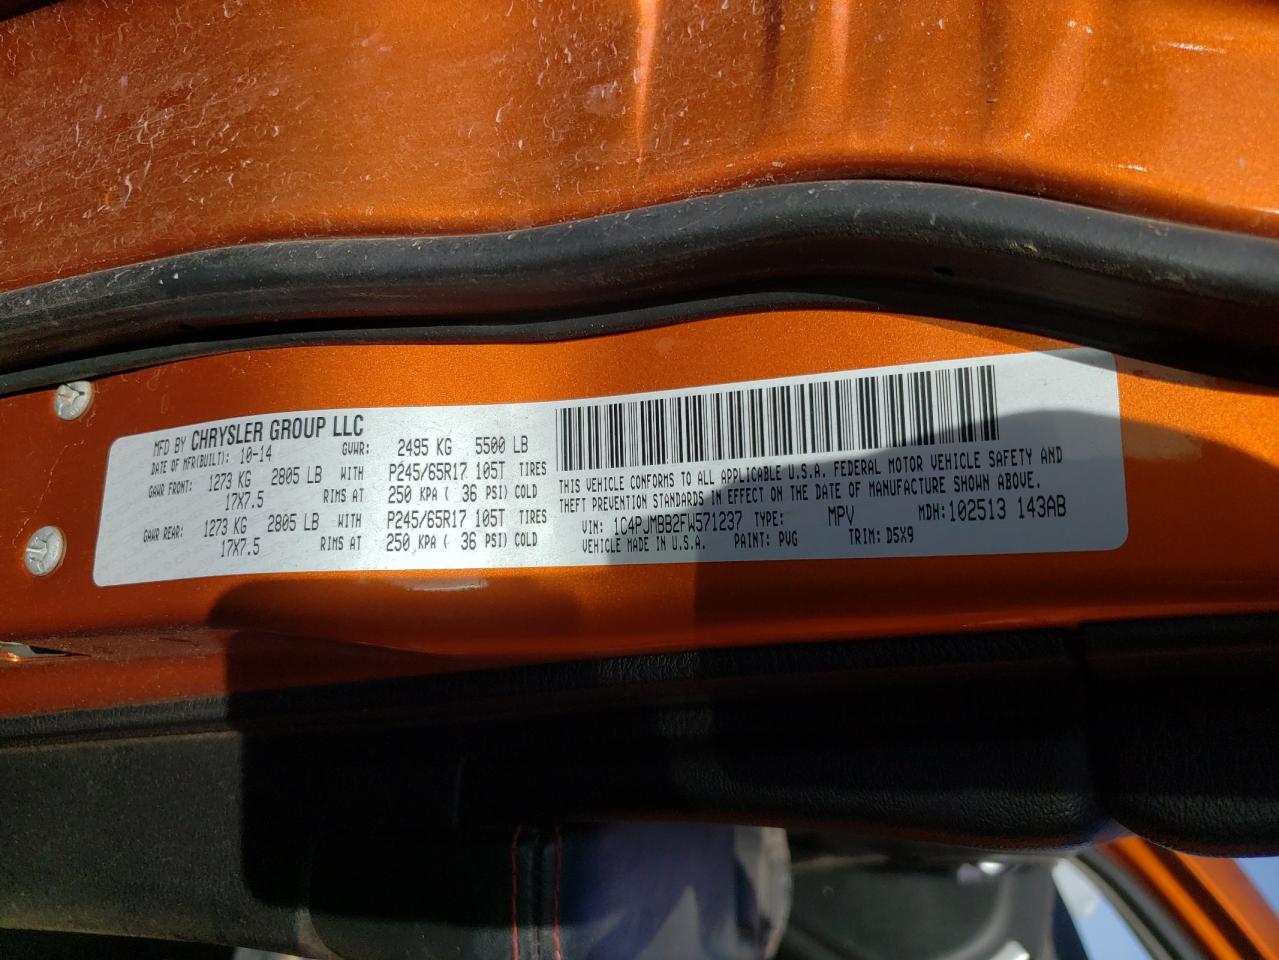 MFD BY CHRYSLER GROUP LLC
DATE OF MFR(BUILT): 10-14 GVWR: 2495 KG 5500 LB
GAWR FRONT: 1273 KG 2805 LB WITH P245/65R17 105T TIRES
17X7.5 RIMS AT 250 KPA ( 36 PSI) COLD
GAWR REAR: 1273 KG 2805 LB WITH P245/65R17 105T TIRES
17X7.5 RIMS AT 250 KPA ( 36 PSI) COLD
THIS VEHICLE CONFORMS TO ALL APPLICABLE U.S.A. FEDERAL MOTOR VEHICLE SAFETY AND
THEFT PREVENTION STANDARDS IN EFFECT ON THE DATE OF MANUFACTURE SHOWN ABOVE.
VIN: 1C4PJMBB2FW571237 TYPE: MPV MDH: 102513 143AB
VEHICLE MADE IN U.S.A. PAINT: PVG TRIM: D5X9